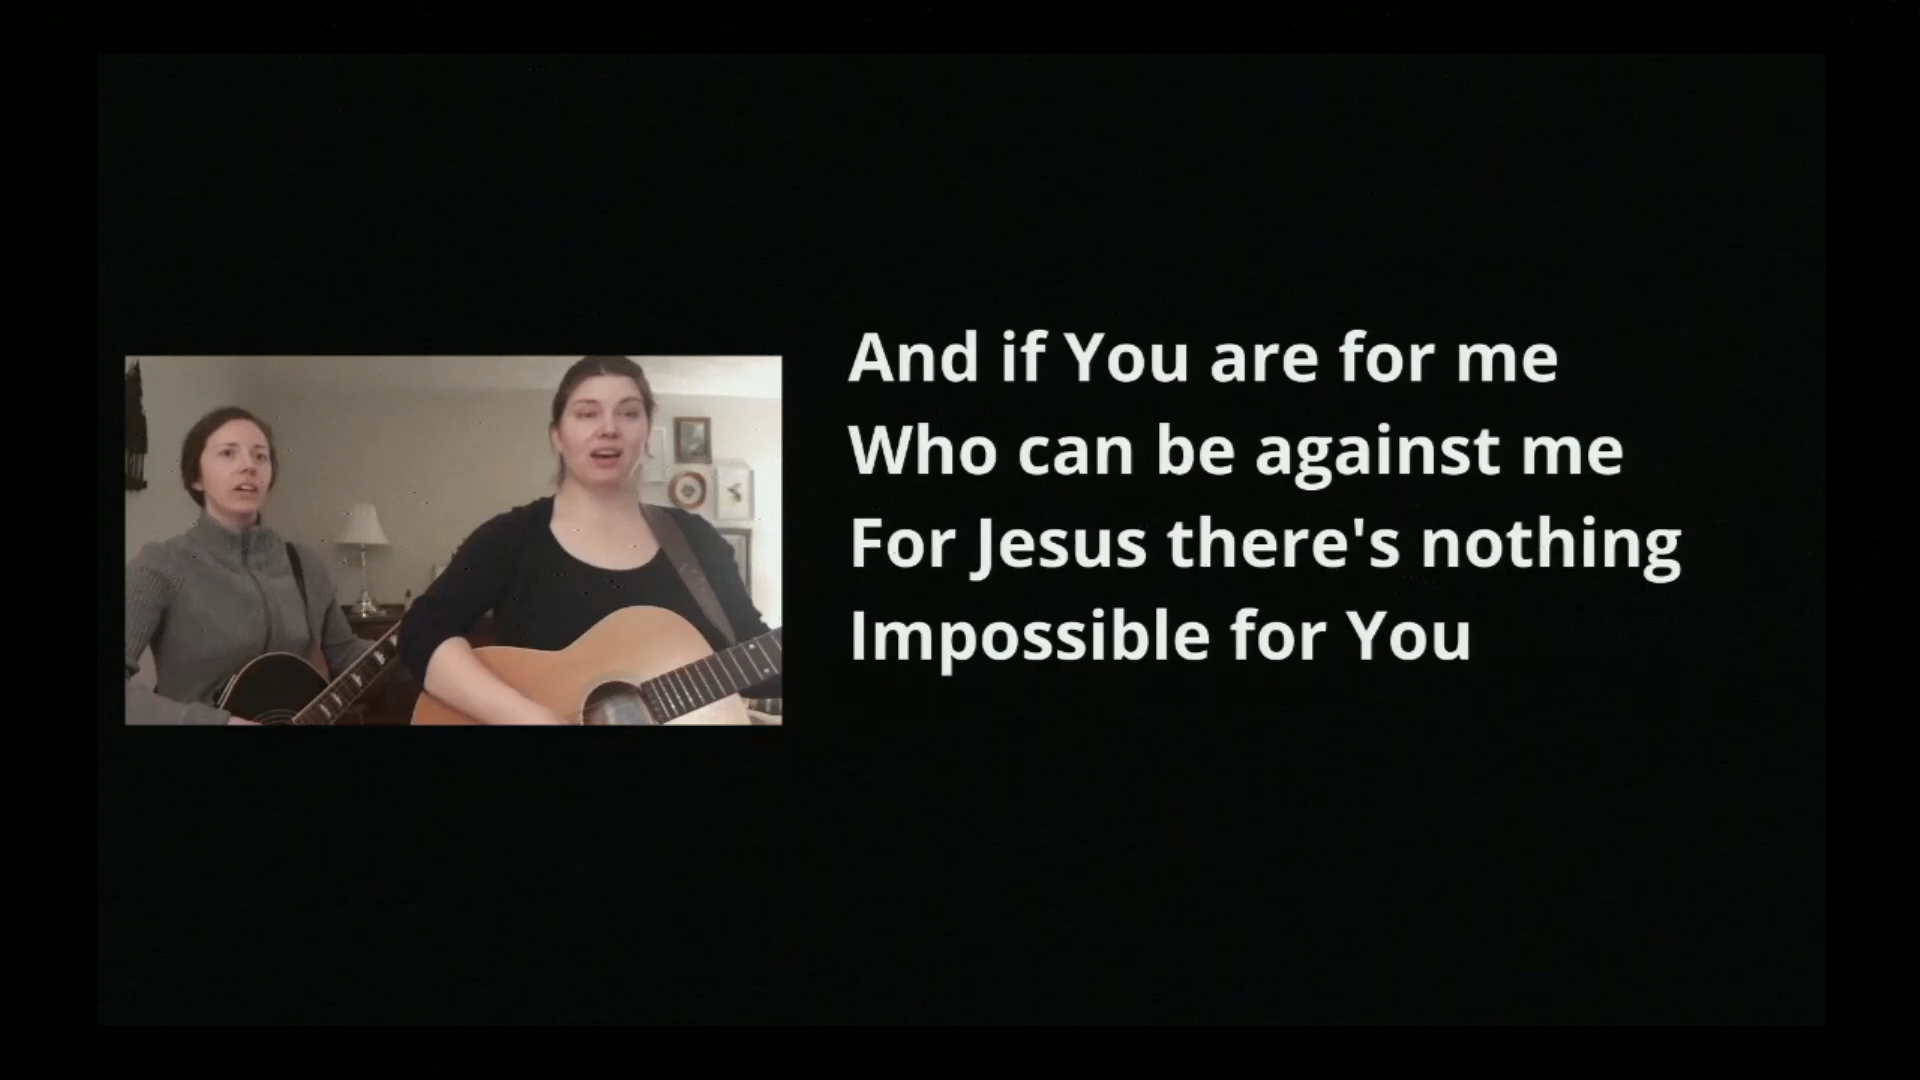 And if You are for me
Who can be against me
For Jesus there's nothing
Impossible for You